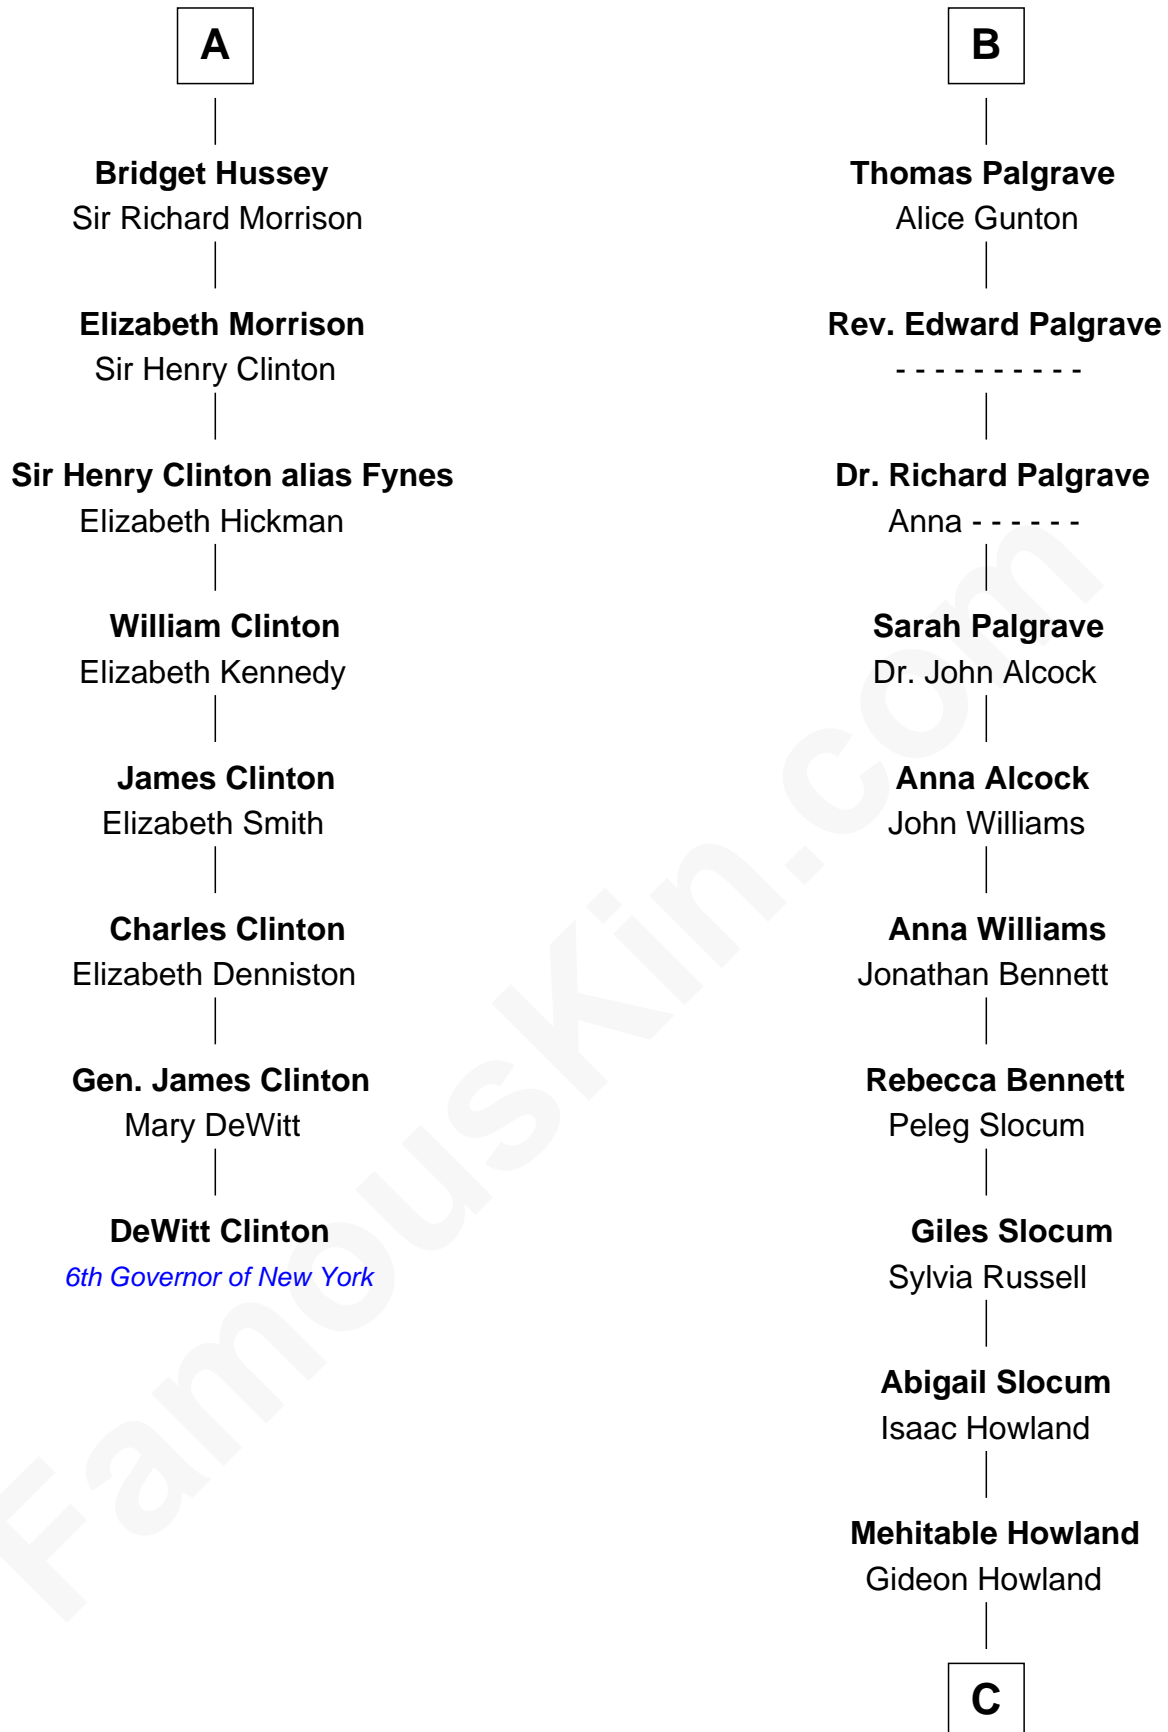 A
Bridget Hussey
Sir Richard Morrison
Elizabeth Morrison
Sir Henry Clinton
Sir Henry Clinton alias Fynes
Elizabeth Hickman
William Clinton
Elizabeth Kennedy
James Clinton
Elizabeth Smith
Charles Clinton
Elizabeth Denniston
Gen. James Clinton
Mary DeWitt
DeWitt Clinton
6th Governor of New York
B
Thomas Palgrave
Alice Gunton
Rev. Edward Palgrave
- - - - - - - - - -
Dr. Richard Palgrave
Anna - - - - - -
Sarah Palgrave
Dr. John Alcock
Anna Alcock
John Williams
Anna Williams
Jonathan Bennett
Rebecca Bennett
Peleg Slocum
Giles Slocum
Sylvia Russell
Abigail Slocum
Isaac Howland
Mehitable Howland
Gideon Howland
C
FamousKin.com